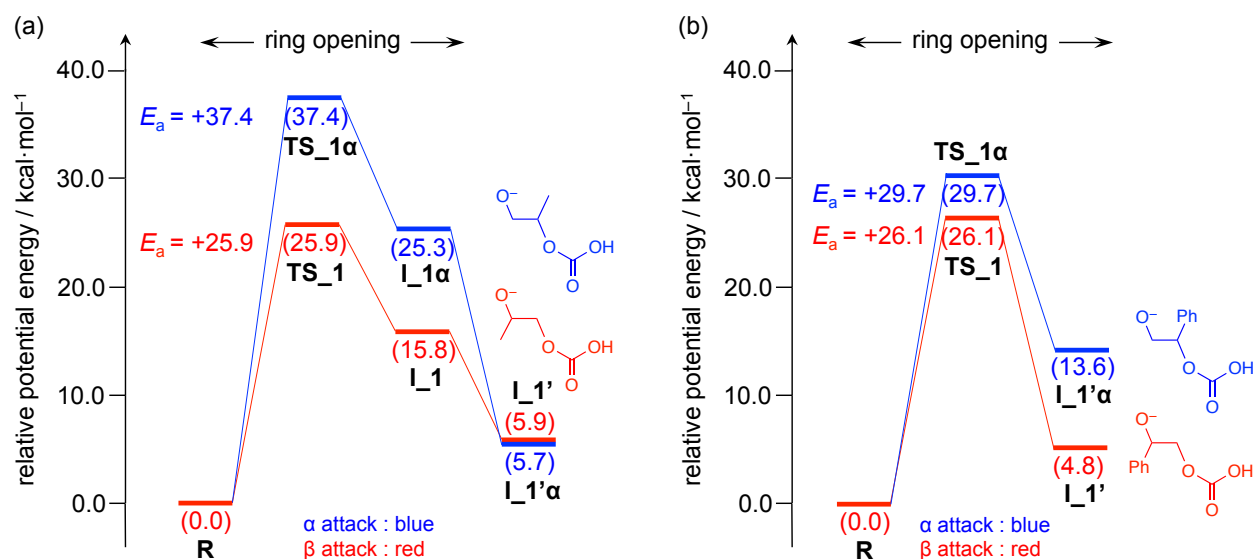 (a)
ring opening
relative potential energy / kcal·mol⁻¹
40.0
30.0
20.0
10.0
0.0
Eₐ = +37.4
(37.4)
TS_1α
Eₐ = +25.9
(25.9)
TS_1
(25.3)
I_1α
(15.8)
I_1
I_1’
(5.9)
(5.7)
I_1’α
(0.0)
R
α attack : blue
β attack : red
O⁻
O
OH
O
O⁻
O
OH
O
(b)
ring opening
relative potential energy / kcal·mol⁻¹
40.0
30.0
20.0
10.0
0.0
TS_1α
Eₐ = +29.7
(29.7)
Eₐ = +26.1
(26.1)
TS_1
(13.6)
I_1’α
(4.8)
I_1’
(0.0)
R
α attack : blue
β attack : red
O⁻
Ph
O
OH
O
O⁻
Ph
O
OH
O